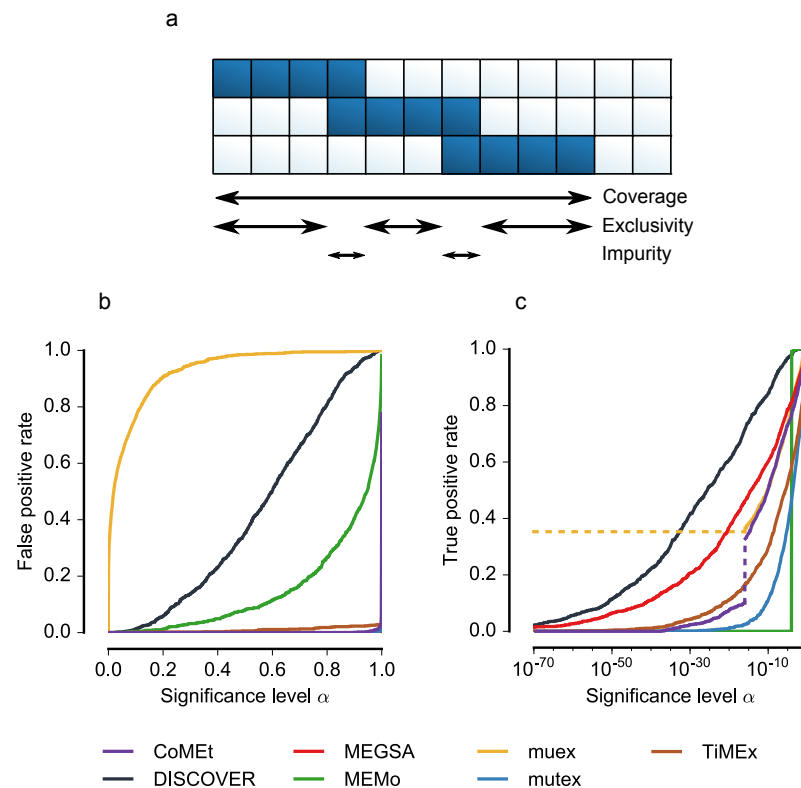 a
Coverage
Exclusivity
Impurity
b
False positive rate
1.0
0.8
0.6
0.4
0.2
0.0
0.0 0.2 0.4 0.6 0.8 1.0
Significance level α
c
True positive rate
1.0
0.8
0.6
0.4
0.2
0.0
10^-70 10^-50 10^-30 10^-10
Significance level α
CoMEt MEGSA muex TiMEx
DISCOVER MEMo mutex